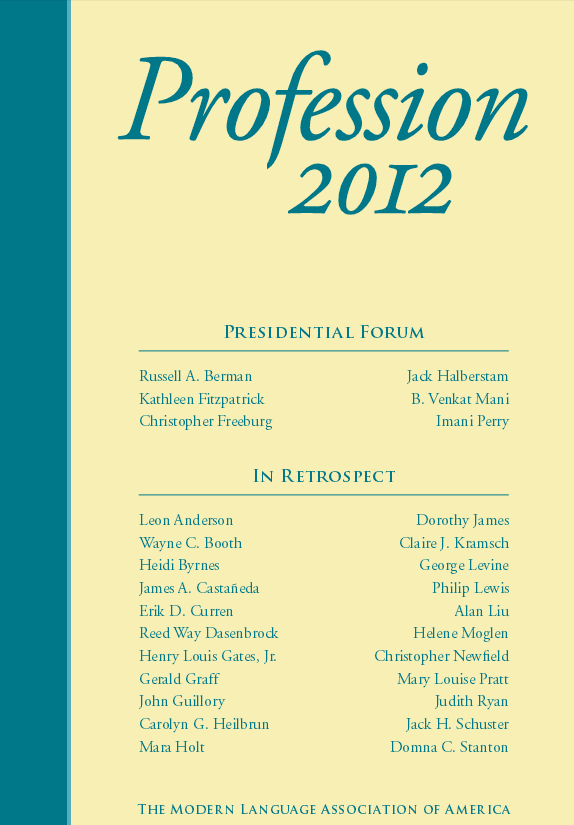 Profession
2012
Presidential Forum
Russell A. Berman Jack Halberstam
Kathleen Fitzpatrick B. Venkat Mani
Christopher Freeburg Imani Perry
In Retrospect
Leon Anderson Dorothy James
Wayne C. Booth Claire J. Kramsch
Heidi Byrnes George Levine
James A. Castañeda Philip Lewis
Erik D. Curren Alan Liu
Reed Way Dasenbrock Helene Moglen
Henry Louis Gates, Jr. Christopher Newfield
Gerald Graff Mary Louise Pratt
John Guillory Judith Ryan
Carolyn G. Heilbrun Jack H. Schuster
Mara Holt Domna C. Stanton
The Modern Language Association of America